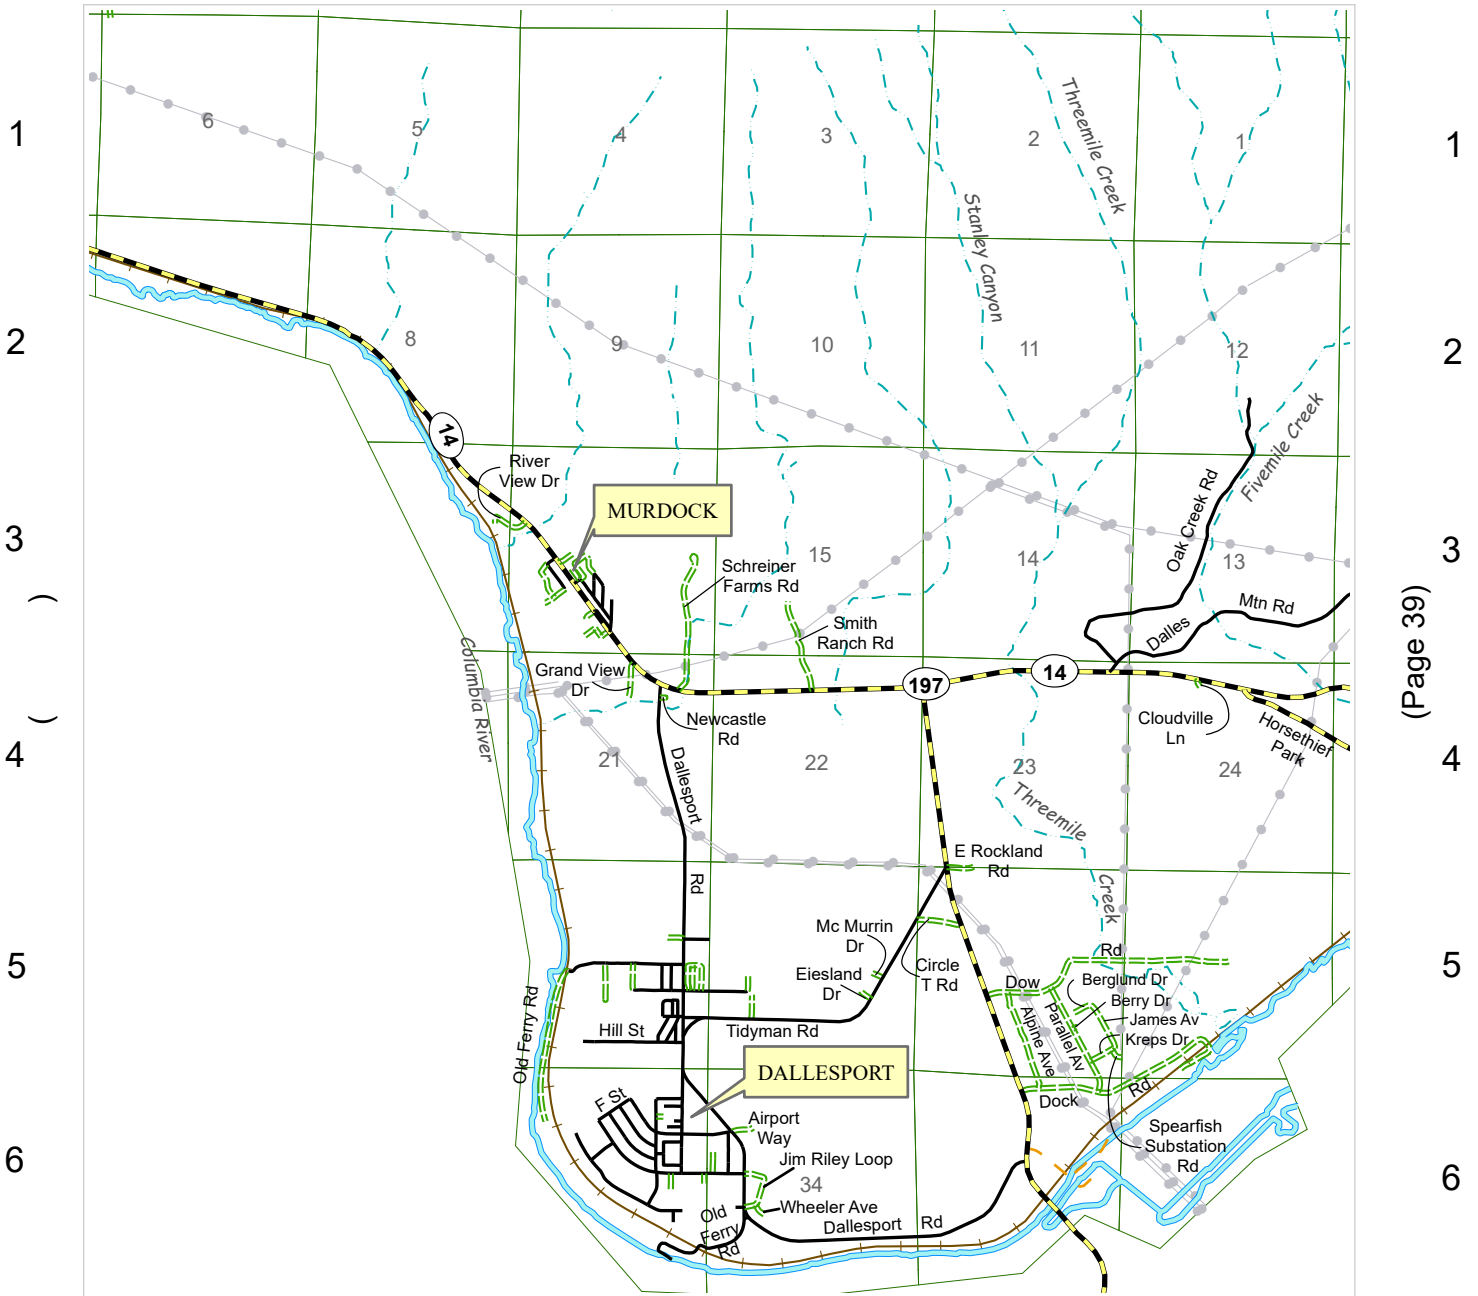 1
6
5
4
3
2
1
1
Threemile Creek
Stanley Canyon
2
8
9
10
11
12
2
14
Fivemile Creek
River
View Dr
MURDOCK
Oak Creek Rd
3
15
14
13
3
Schreiner
Farms Rd
Mtn Rd
Dalles
Smith
Ranch Rd
(
)
(Page 39)
Columbia River
Grand View
Dr
197
14
Newcastle
Rd
Cloudville
Ln
Horsethief
Park
4
21
22
23
24
4
Dallesport
Rd
Threemile
Creek
E Rockland
Rd
Mc Murrin
Dr
Eiesland
Dr
Circle
T Rd
5
5
Dow
Rd
Berglund Dr
Berry Dr
James Av
Kreps Dr
Parallel Av
Alpine Ave
Old Ferry Rd
Hill St
Tidyman Rd
DALLESPORT
Dock
Rd
F St
Airport
Way
Spearfish
Substation
Rd
6
Jim Riley Loop
34
6
Wheeler Ave
Old
Ferry
Rd
Dallesport
Rd